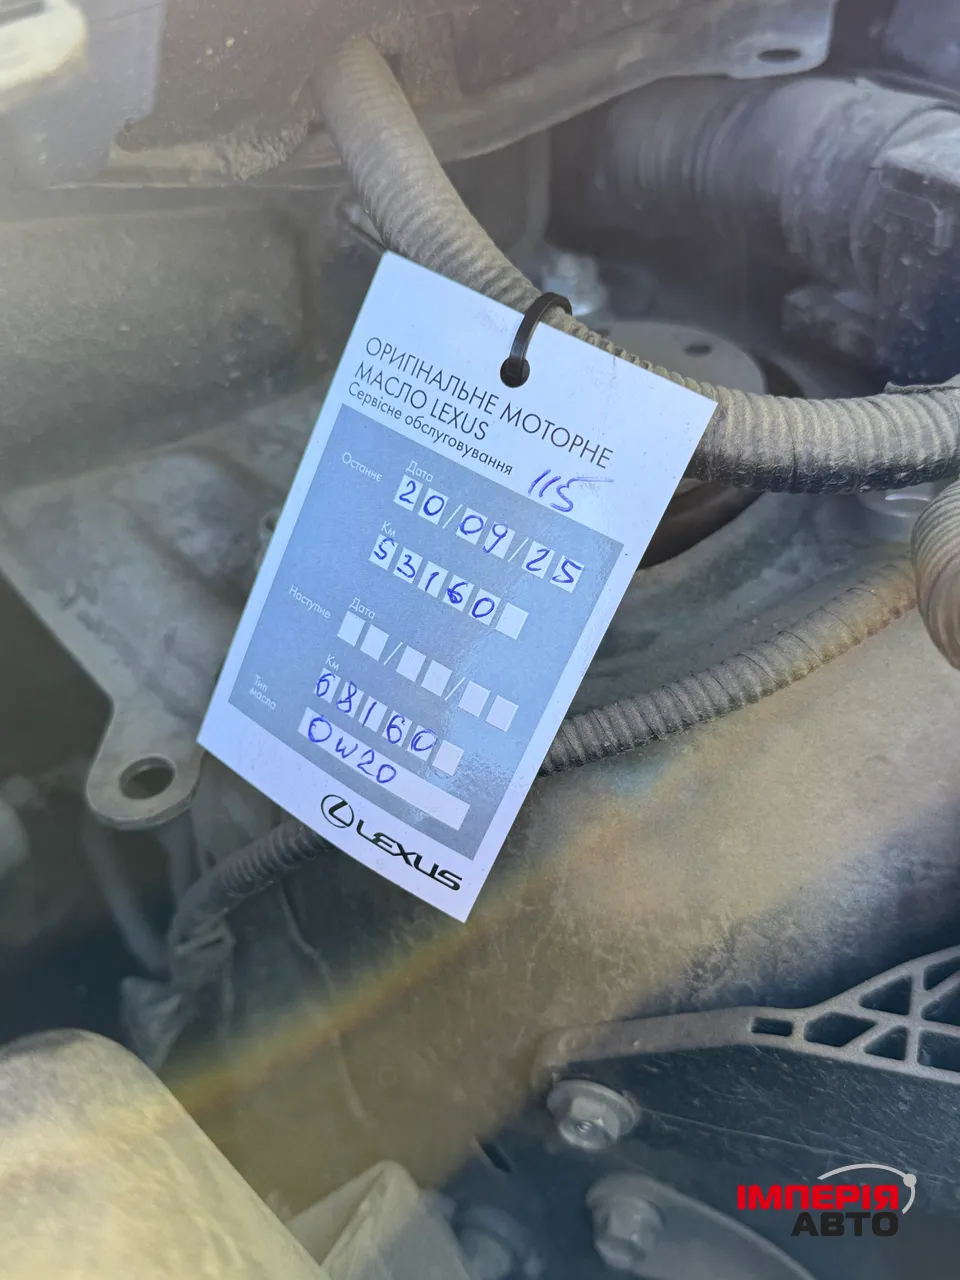 ОРИГІНАЛЬНЕ МОТОРНЕ
МАСЛО LEXUS
Сервісне обслуговування
115
Останнє
Дата
20/09/25
Км
53160
Наступне
Дата
/ /
Км
68160
Тип
масла
0W20
LEXUS
ІМПЕРІЯ
АВТО